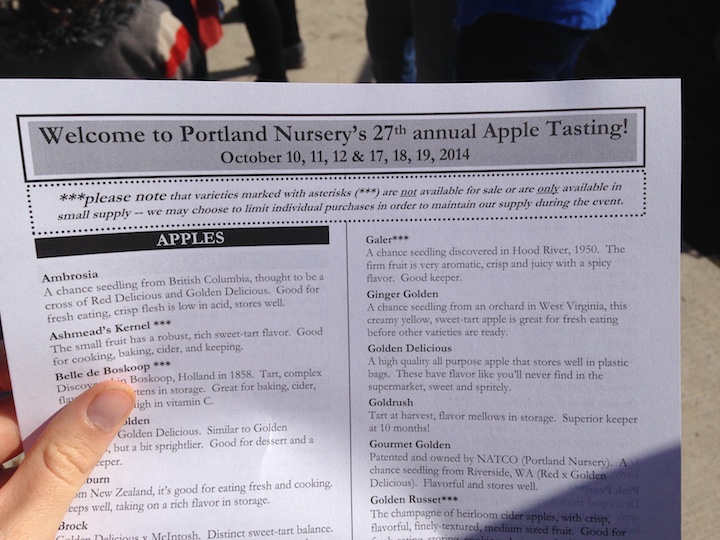 Welcome to Portland Nursery's 27th annual Apple Tasting!
October 10, 11, 12 & 17, 18, 19, 2014
***please note that varieties marked with asterisks (***) are not available for sale or are only available in
small supply -- we may choose to limit individual purchases in order to maintain our supply during the event.
APPLES
Ambrosia
A chance seedling from British Columbia, thought to be a
cross of Red Delicious and Golden Delicious. Good for
fresh eating, crisp flesh is low in acid, stores well.
Ashmead's Kernel ***
The small fruit has a robust, rich sweet-tart flavor. Good
for cooking, baking, cider, and keeping.
Belle de Boskoop ***
in Boskoop, Holland in 1858. Tart, complex
in storage. Great for baking, cider,
in vitamin C.
Golden Delicious. Similar to Golden
, but a bit sprightlier. Good for dessert and a
New Zealand, it's good for eating fresh and cooking.
well, taking on a rich flavor in storage.
Brock
Golden Delicious x McIntosh. Distinct sweet-tart balance.
Galer***
A chance seedling discovered in Hood River, 1950. The
firm fruit is very aromatic, crisp and juicy with a spicy
flavor. Good keeper.
Ginger Golden
A chance seedling from an orchard in West Virginia, this
creamy yellow, sweet-tart apple is great for fresh eating
before other varieties are ready.
Golden Delicious
A high quality all purpose apple that stores well in plastic
bags. These have flavor like you'll never find in the
supermarket, sweet and spritely.
Goldrush
Tart at harvest, flavor mellows in storage. Superior keeper
at 10 months!
Gourmet Golden
Patented and owned by NATCO (Portland Nursery). A
chance seedling from Riverside, WA (Red x Golden
Delicious). Flavorful and stores well.
Golden Russet***
The champagne of heirloom cider apples, with crisp,
flavorful, finely-textured, medium sized fruit. Good for